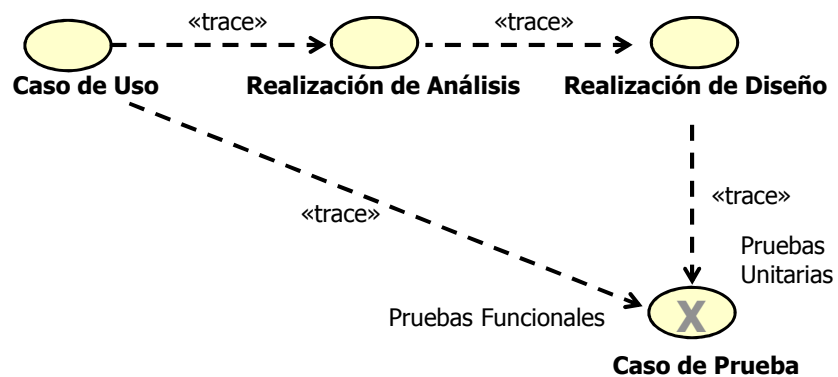 «trace» «trace»
Caso de Uso Realización de Análisis Realización de Diseño
«trace»
«trace»
Pruebas
Unitarias
Pruebas Funcionales
X
Caso de Prueba